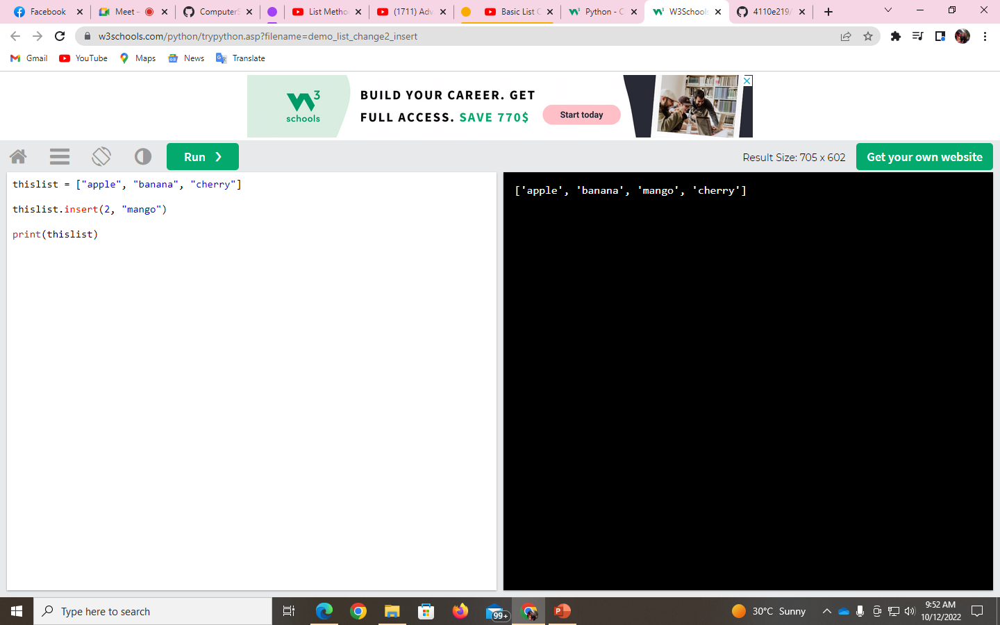 Facebook
Meet -
Computer
List Metho
(1711) Adv
Basic List C
Python - C
W3Schools
4110e219/
w3schools.com/python/trypython.asp?filename=demo_list_change2_insert
Gmail
YouTube
Maps
News
Translate
W3
schools
BUILD YOUR CAREER. GET
FULL ACCESS. SAVE 770$
Start today
Run ❯
Result Size: 705 x 602
Get your own website
thislist = ["apple", "banana", "cherry"]
thislist.insert(2, "mango")
print(thislist)
['apple', 'banana', 'mango', 'cherry']
Type here to search
99+
30°C Sunny
9:52 AM
10/12/2022